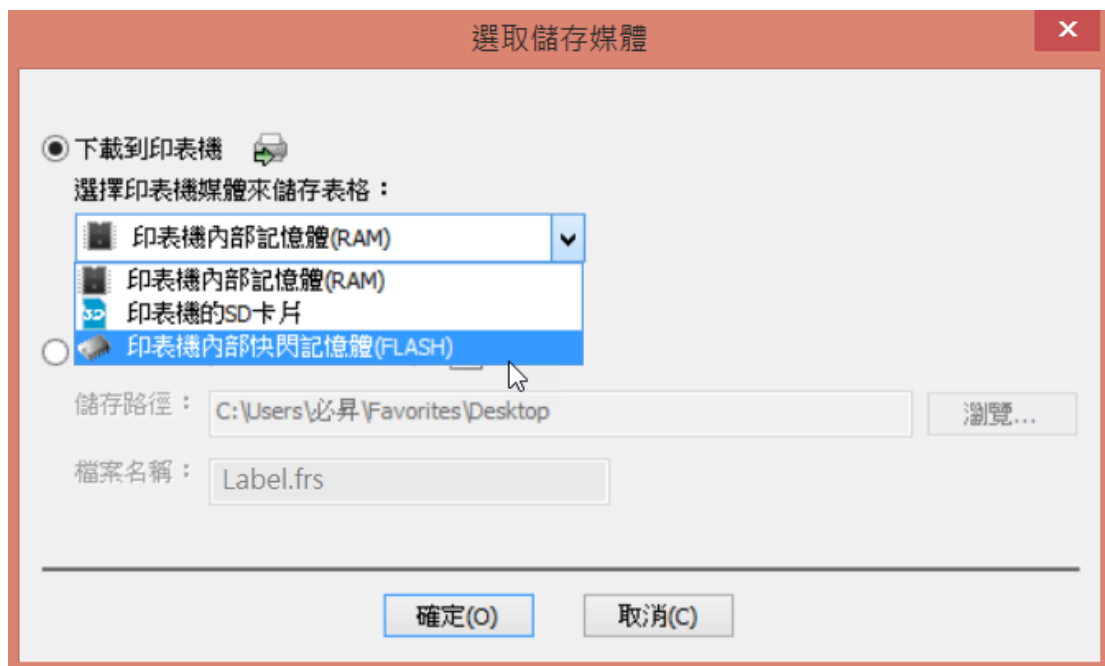 選取儲存媒體
下載到印表機
選擇印表機媒體來儲存表格：
印表機內部記憶體(RAM)
印表機內部記憶體(RAM)
印表機的SD卡片
印表機內部快閃記憶體(FLASH)
儲存路徑：
C:\Users\必昇\Favorites\Desktop
瀏覽...
檔案名稱：
Label.frs
確定(O)
取消(C)